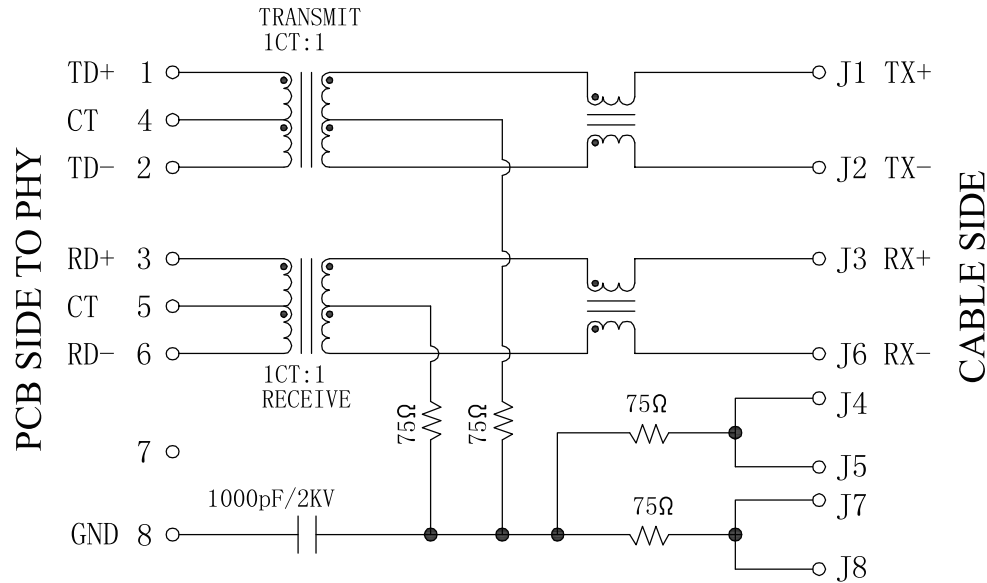 TRANSMIT
1CT:1
TD+ 1
J1 TX+
CT 4
TD- 2
J2 TX-
PCB SIDE TO PHY
CABLE SIDE
RD+ 3
J3 RX+
CT 5
RD- 6
J6 RX-
1CT:1
RECEIVE
75Ω
75Ω
75Ω
J4
7
J5
1000pF/2KV
75Ω
J7
GND 8
J8